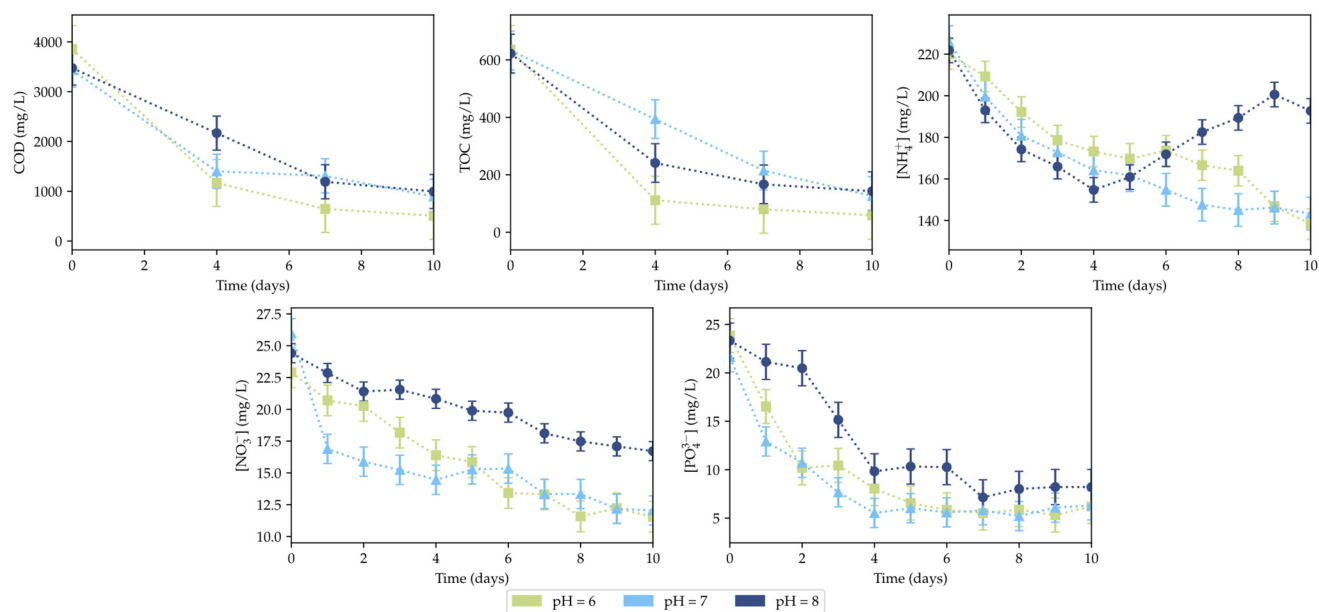 COD (mg/L)
4000
3000
2000
1000
0
0 2 4 6 8 10
Time (days)
TOC (mg/L)
600
400
200
0
0 2 4 6 8 10
Time (days)
[NH₄⁺] (mg/L)
220
200
180
160
140
0 2 4 6 8 10
Time (days)
[NO₃⁻] (mg/L)
27.5
25.0
22.5
20.0
17.5
15.0
12.5
10.0
0 2 4 6 8 10
Time (days)
[PO₄³⁻] (mg/L)
25
20
15
10
5
0 2 4 6 8 10
Time (days)
pH = 6 pH = 7 pH = 8